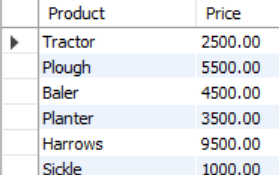 Product Price
Tractor 2500.00
Plough 5500.00
Baler 4500.00
Planter 3500.00
Harrows 9500.00
Sickle 1000.00